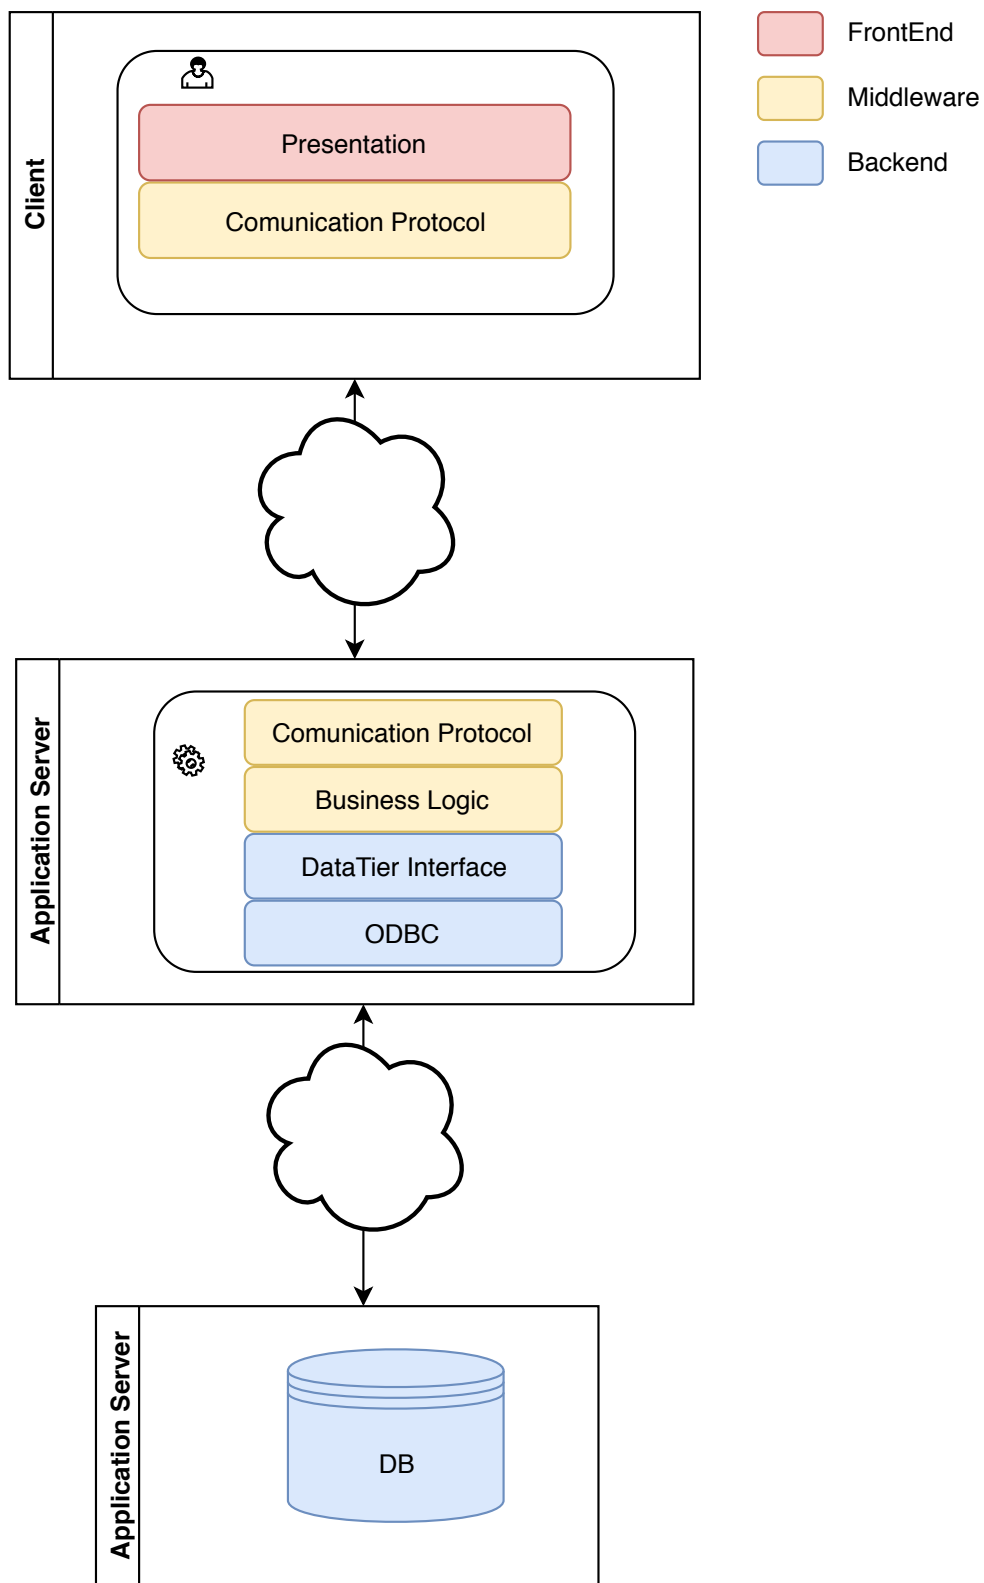 FrontEnd
Middleware
Backend
Client
Presentation
Comunication Protocol
Application Server
Comunication Protocol
Business Logic
DataTier Interface
ODBC
Application Server
DB